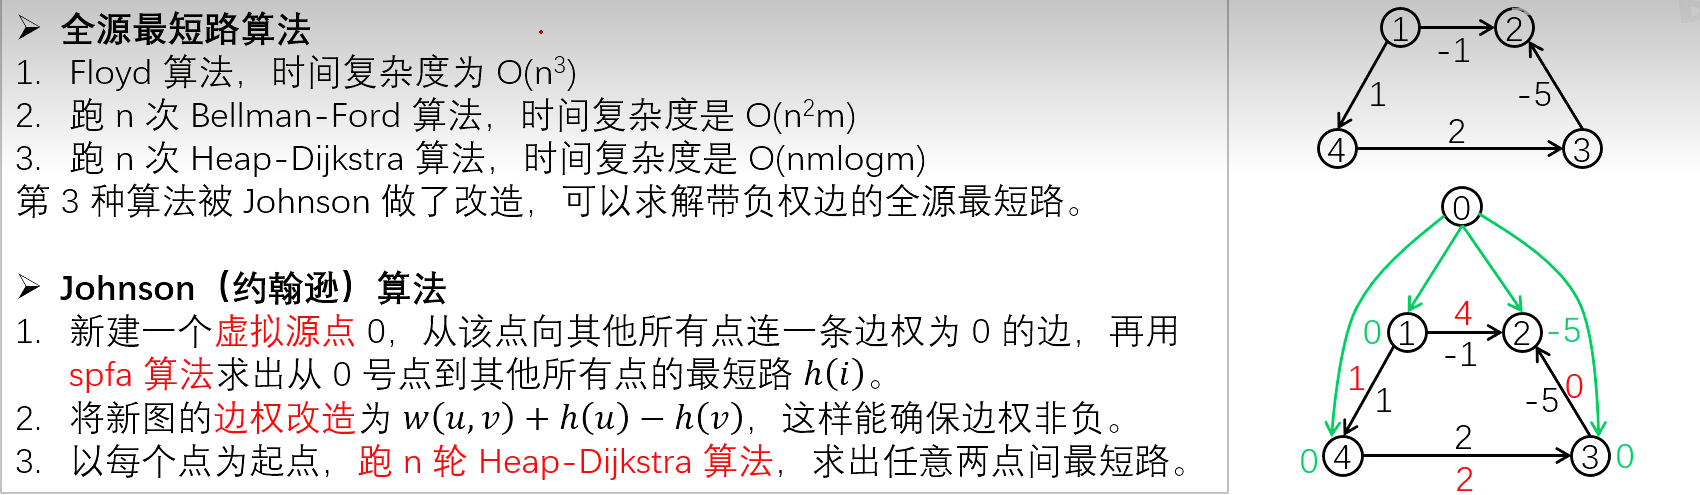 ➢ 全源最短路算法
1. Floyd 算法，时间复杂度为 O(n³)
2. 跑 n 次 Bellman-Ford 算法，时间复杂度是 O(n²m)
3. 跑 n 次 Heap-Dijkstra 算法，时间复杂度是 O(nmlogm)
第 3 种算法被 Johnson 做了改造，可以求解带负权边的全源最短路。
➢ Johnson（约翰逊）算法
1. 新建一个虚拟源点 0，从该点向其他所有点连一条边权为 0 的边，再用
spfa 算法求出从 0 号点到其他所有点的最短路 h(i)。
2. 将新图的边权改造为 w(u, v) + h(u) − h(v)，这样能确保边权非负。
3. 以每个点为起点，跑 n 轮 Heap-Dijkstra 算法，求出任意两点间最短路。
1 2
-1
1 -5
2
4 3
0
4
0 1 2 -5
-1
1 0
1 -5
2
0 4 3 0
2